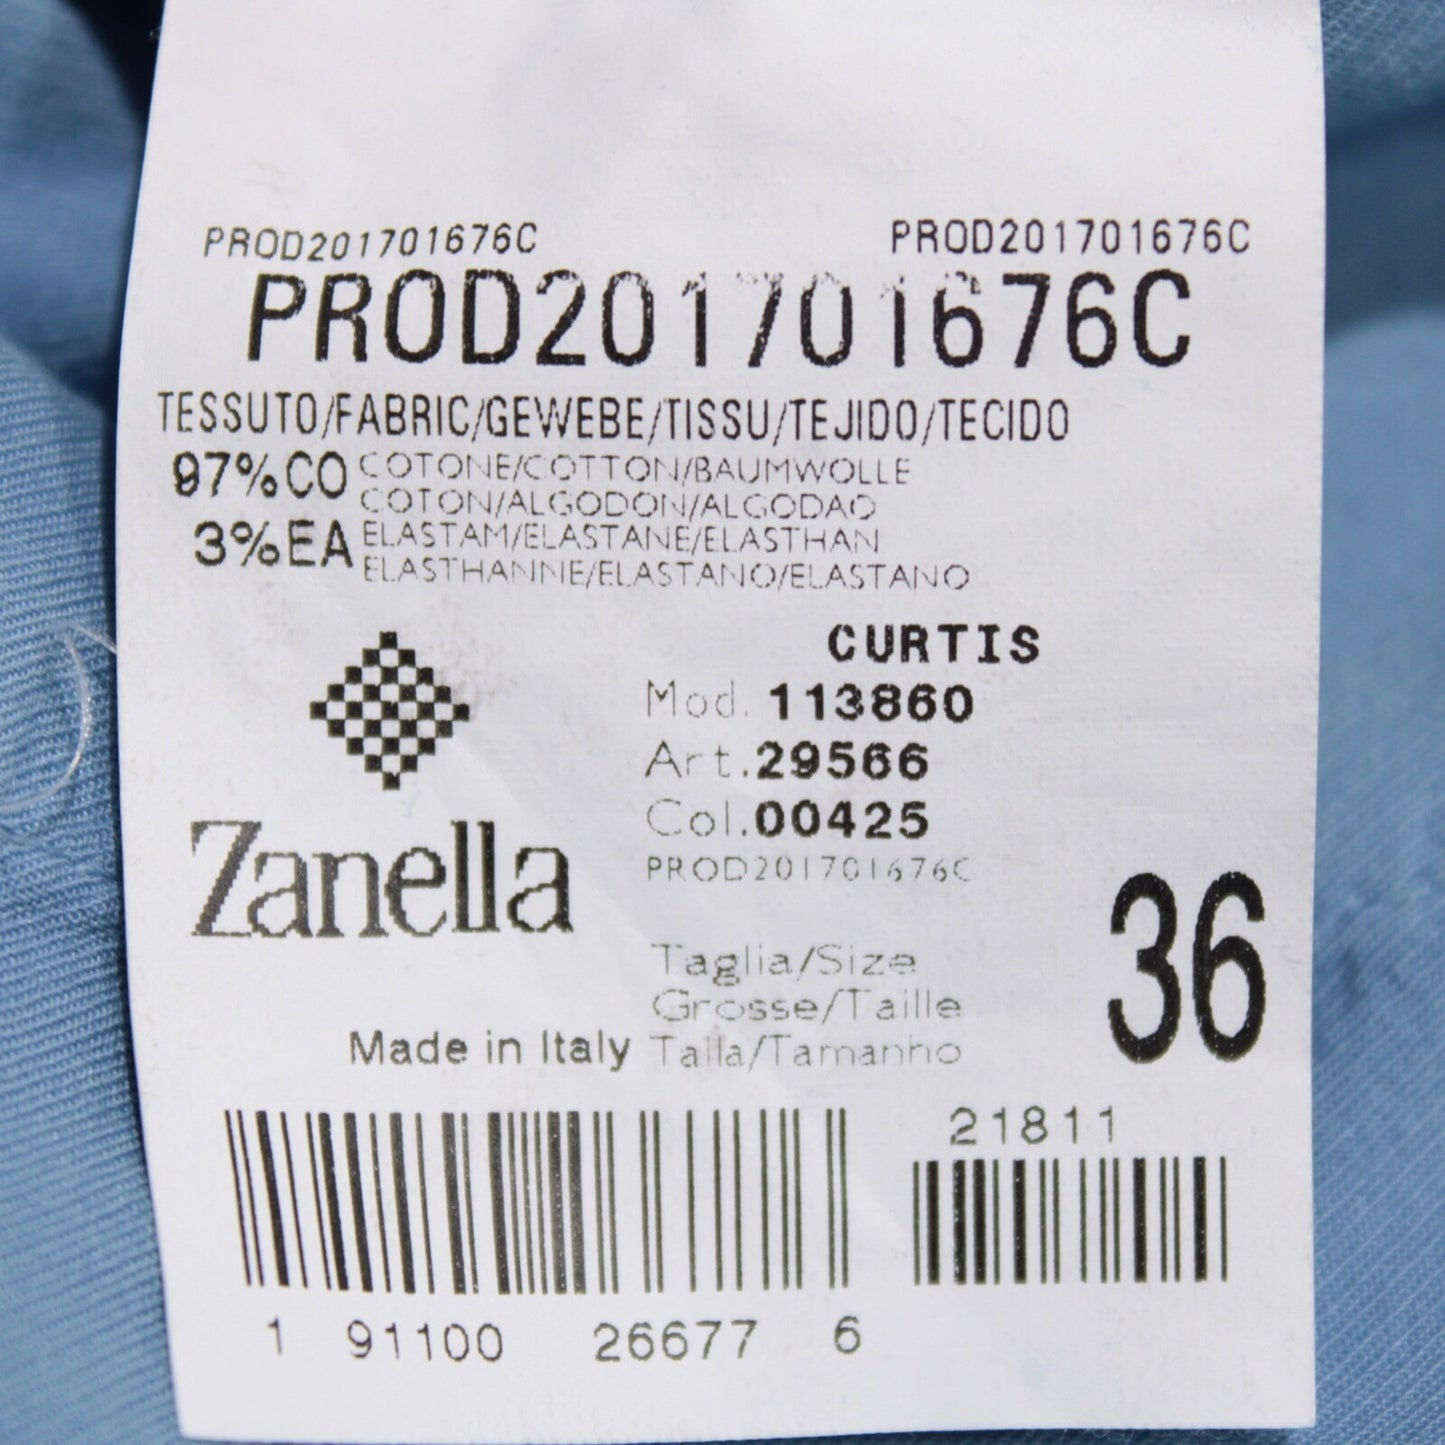 PROD201701676C PROD201701676C
PROD201701676C
TESSUTO/FABRIC/GEWEBE/TISSU/TEJIDO/TECIDO
97%CO COTONE/COTTON/BAUMWOLLE
COTON/ALGODON/ALGODAO
3%EA ELASTAM/ELASTANE/ELASTHAN
ELASTHANNE/ELASTANO/ELASTANO
CURTIS
Mod. 113860
Art.29566
Col.00425
PROD201701676C
Zanella
36
Taglia/Size
Grosse/Taille
Made in Italy Talla/Tamanho
21811
1 91100 26677 6